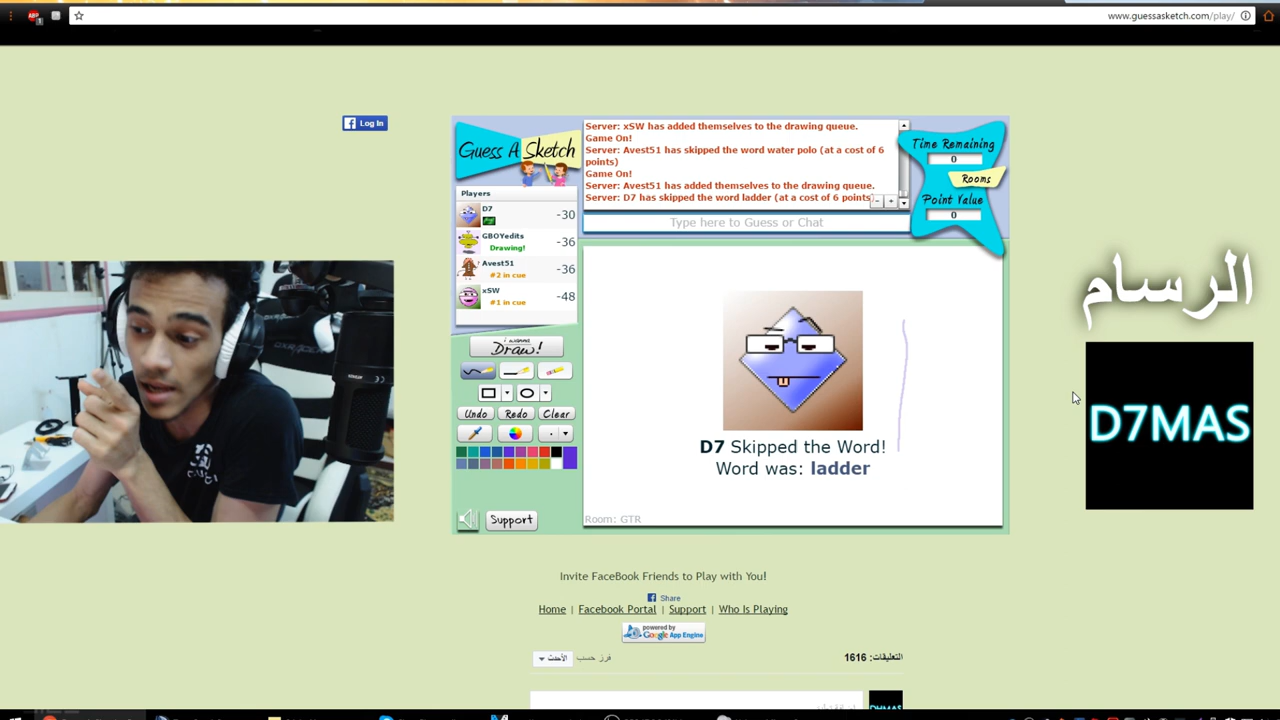 www.guessasketch.com/play/
Log In
Guess A Sketch
Server: xSW has added themselves to the drawing queue.
Game On!
Server: Avest51 has skipped the word water polo (at a cost of 6
points)
Game On!
Server: Avest51 has added themselves to the drawing queue.
Server: D7 has skipped the word ladder (at a cost of 6 points)
Type here to Guess or Chat
Time Remaining
0
Rooms
Point Value
0
Players
D7
-30
GBOYedits
Drawing!
-36
Avest51
#2 in cue
-36
xSW
#1 in cue
-48
i wanna
Draw!
Undo
Redo
Clear
Support
D7 Skipped the Word!
Word was: ladder
Room: GTR
الرسام
D7MAS
Invite FaceBook Friends to Play with You!
Share
Home | Facebook Portal | Support | Who Is Playing
powered by
Google App Engine
التعليقات: 1616
فرز حسب
الأحدث